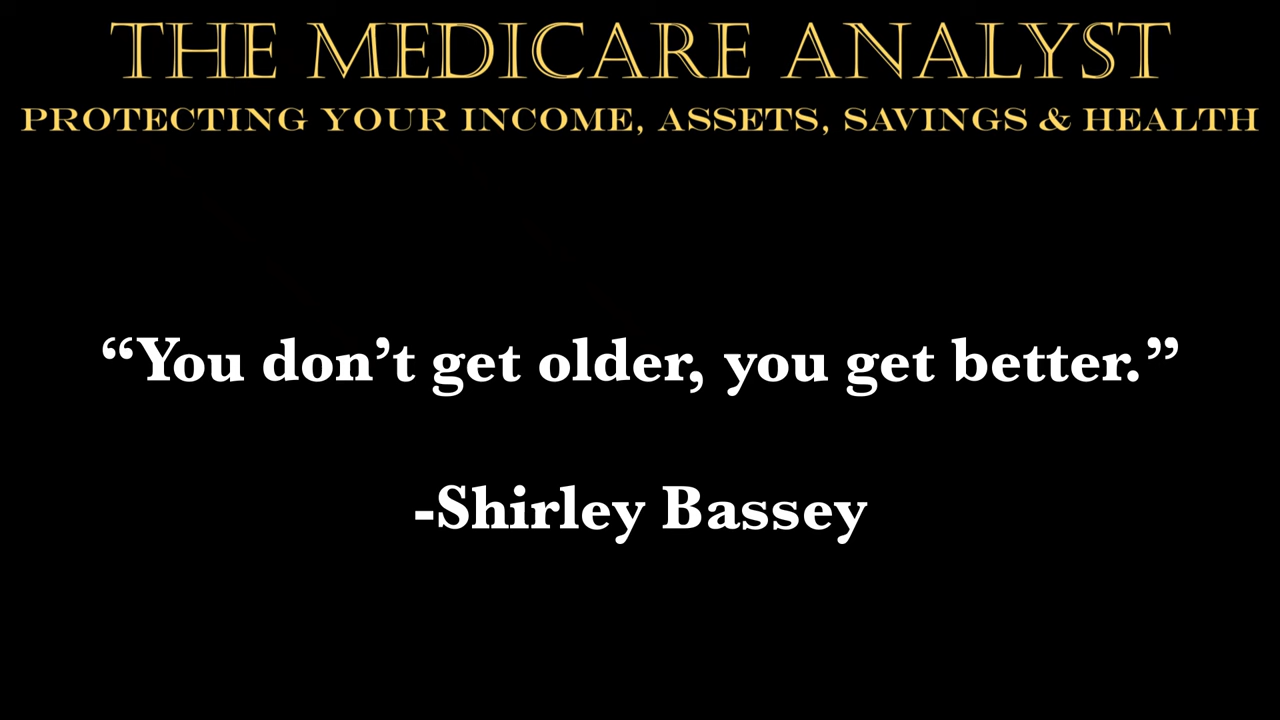 THE MEDICARE ANALYST
PROTECTING YOUR INCOME, ASSETS, SAVINGS & HEALTH
“You don’t get older, you get better.”
-Shirley Bassey